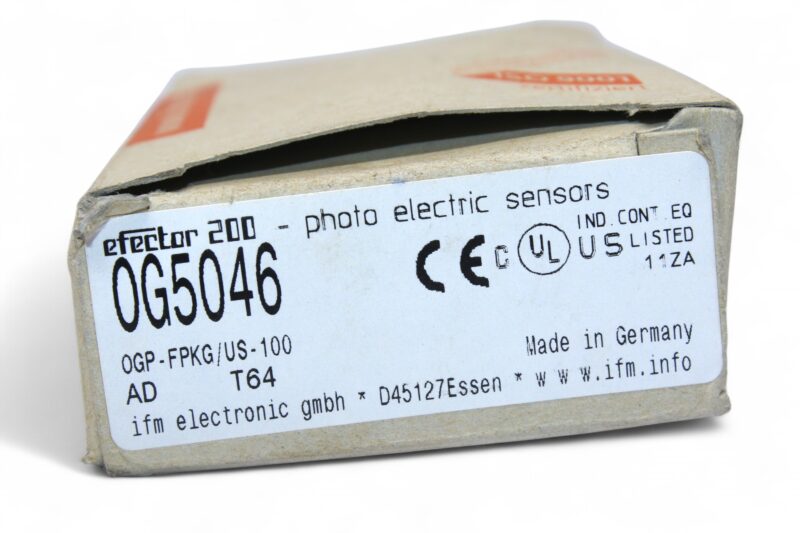 ISO 9001
efector 200 - photo electric sensors
OG5046
CE
C UL US
IND. CONT. EQ
LISTED
11ZA
OGP-FPKG/US-100
Made in Germany
AD T64
ifm electronic gmbh * D45127Essen * www.ifm.info